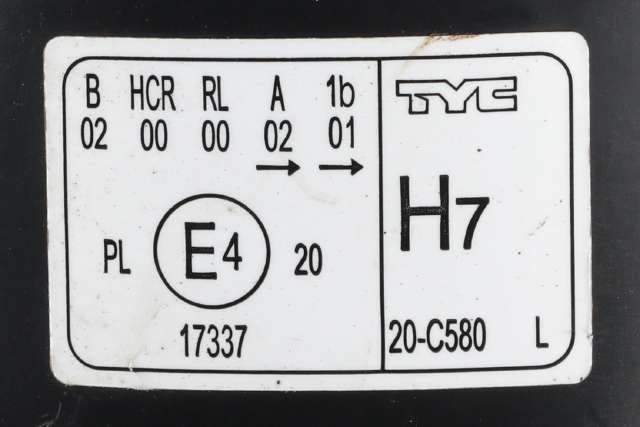 B HCR RL A 1b
02 00 00 02 01
→ →
PL E4 20
17337
TYC
H7
20-C580 L